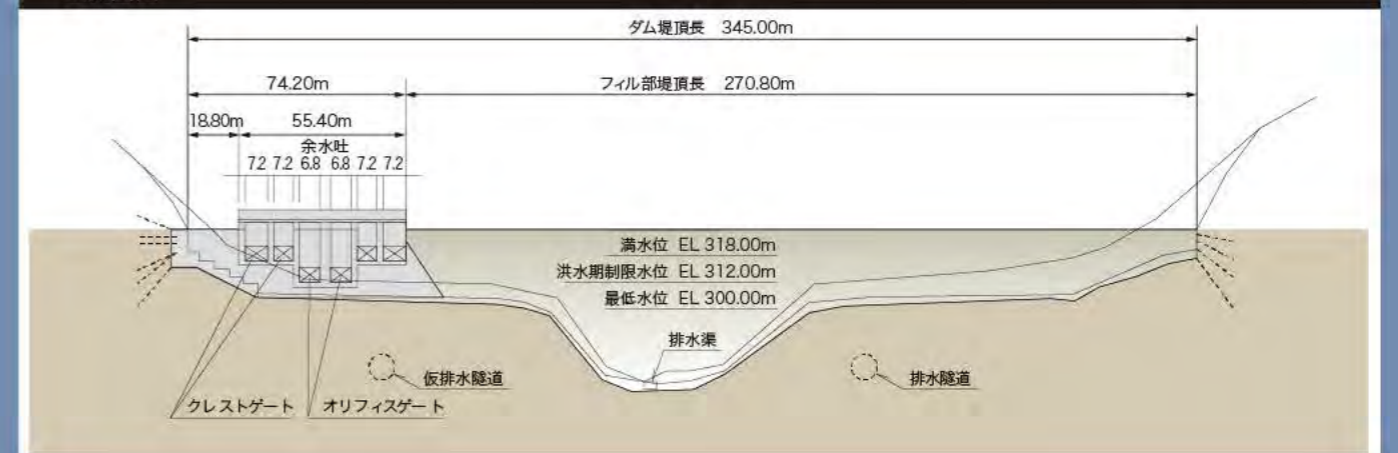 ダム堤頂長 345.00m
74.20m
フィル部堤頂長 270.80m
18.80m
55.40m
余水吐
7.2 7.2 6.8 6.8 7.2 7.2
満水位 EL 318.00m
洪水期制限水位 EL 312.00m
最低水位 EL 300.00m
排水渠
仮排水隧道
排水隧道
クレストゲート
オリフィスゲート